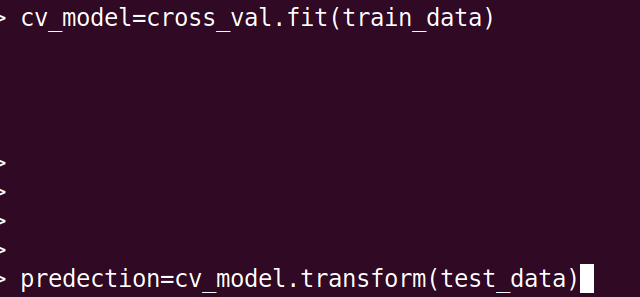 > cv_model=cross_val.fit(train_data)
>
>
>
>
> predection=cv_model.transform(test_data)